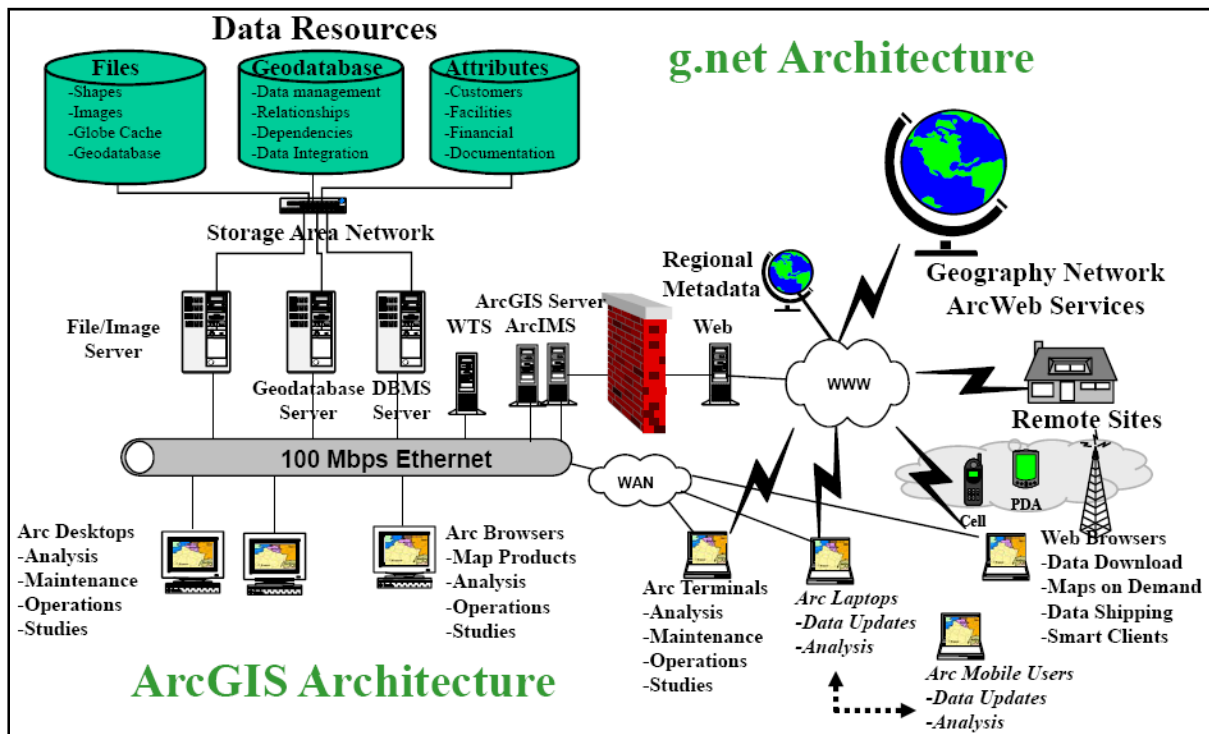 Data Resources
g.net Architecture
Files
-Shapes
-Images
-Globe Cache
-Geodatabase
Geodatabase
-Data management
-Relationships
-Dependencies
-Data Integration
Attributes
-Customers
-Facilities
-Financial
-Documentation
Storage Area Network
Regional
Metadata
Geography Network
ArcWeb Services
File/Image
Server
Geodatabase
Server
DBMS
Server
WTS
ArcGIS Server
ArcIMS
Web
WWW
Remote Sites
100 Mbps Ethernet
WAN
Cell
PDA
Arc Desktops
-Analysis
-Maintenance
-Operations
-Studies
Arc Browsers
-Map Products
-Analysis
-Operations
-Studies
Arc Terminals
-Analysis
-Maintenance
-Operations
-Studies
Arc Laptops
-Data Updates
-Analysis
Web Browsers
-Data Download
-Maps on Demand
-Data Shipping
-Smart Clients
Arc Mobile Users
-Data Updates
-Analysis
ArcGIS Architecture